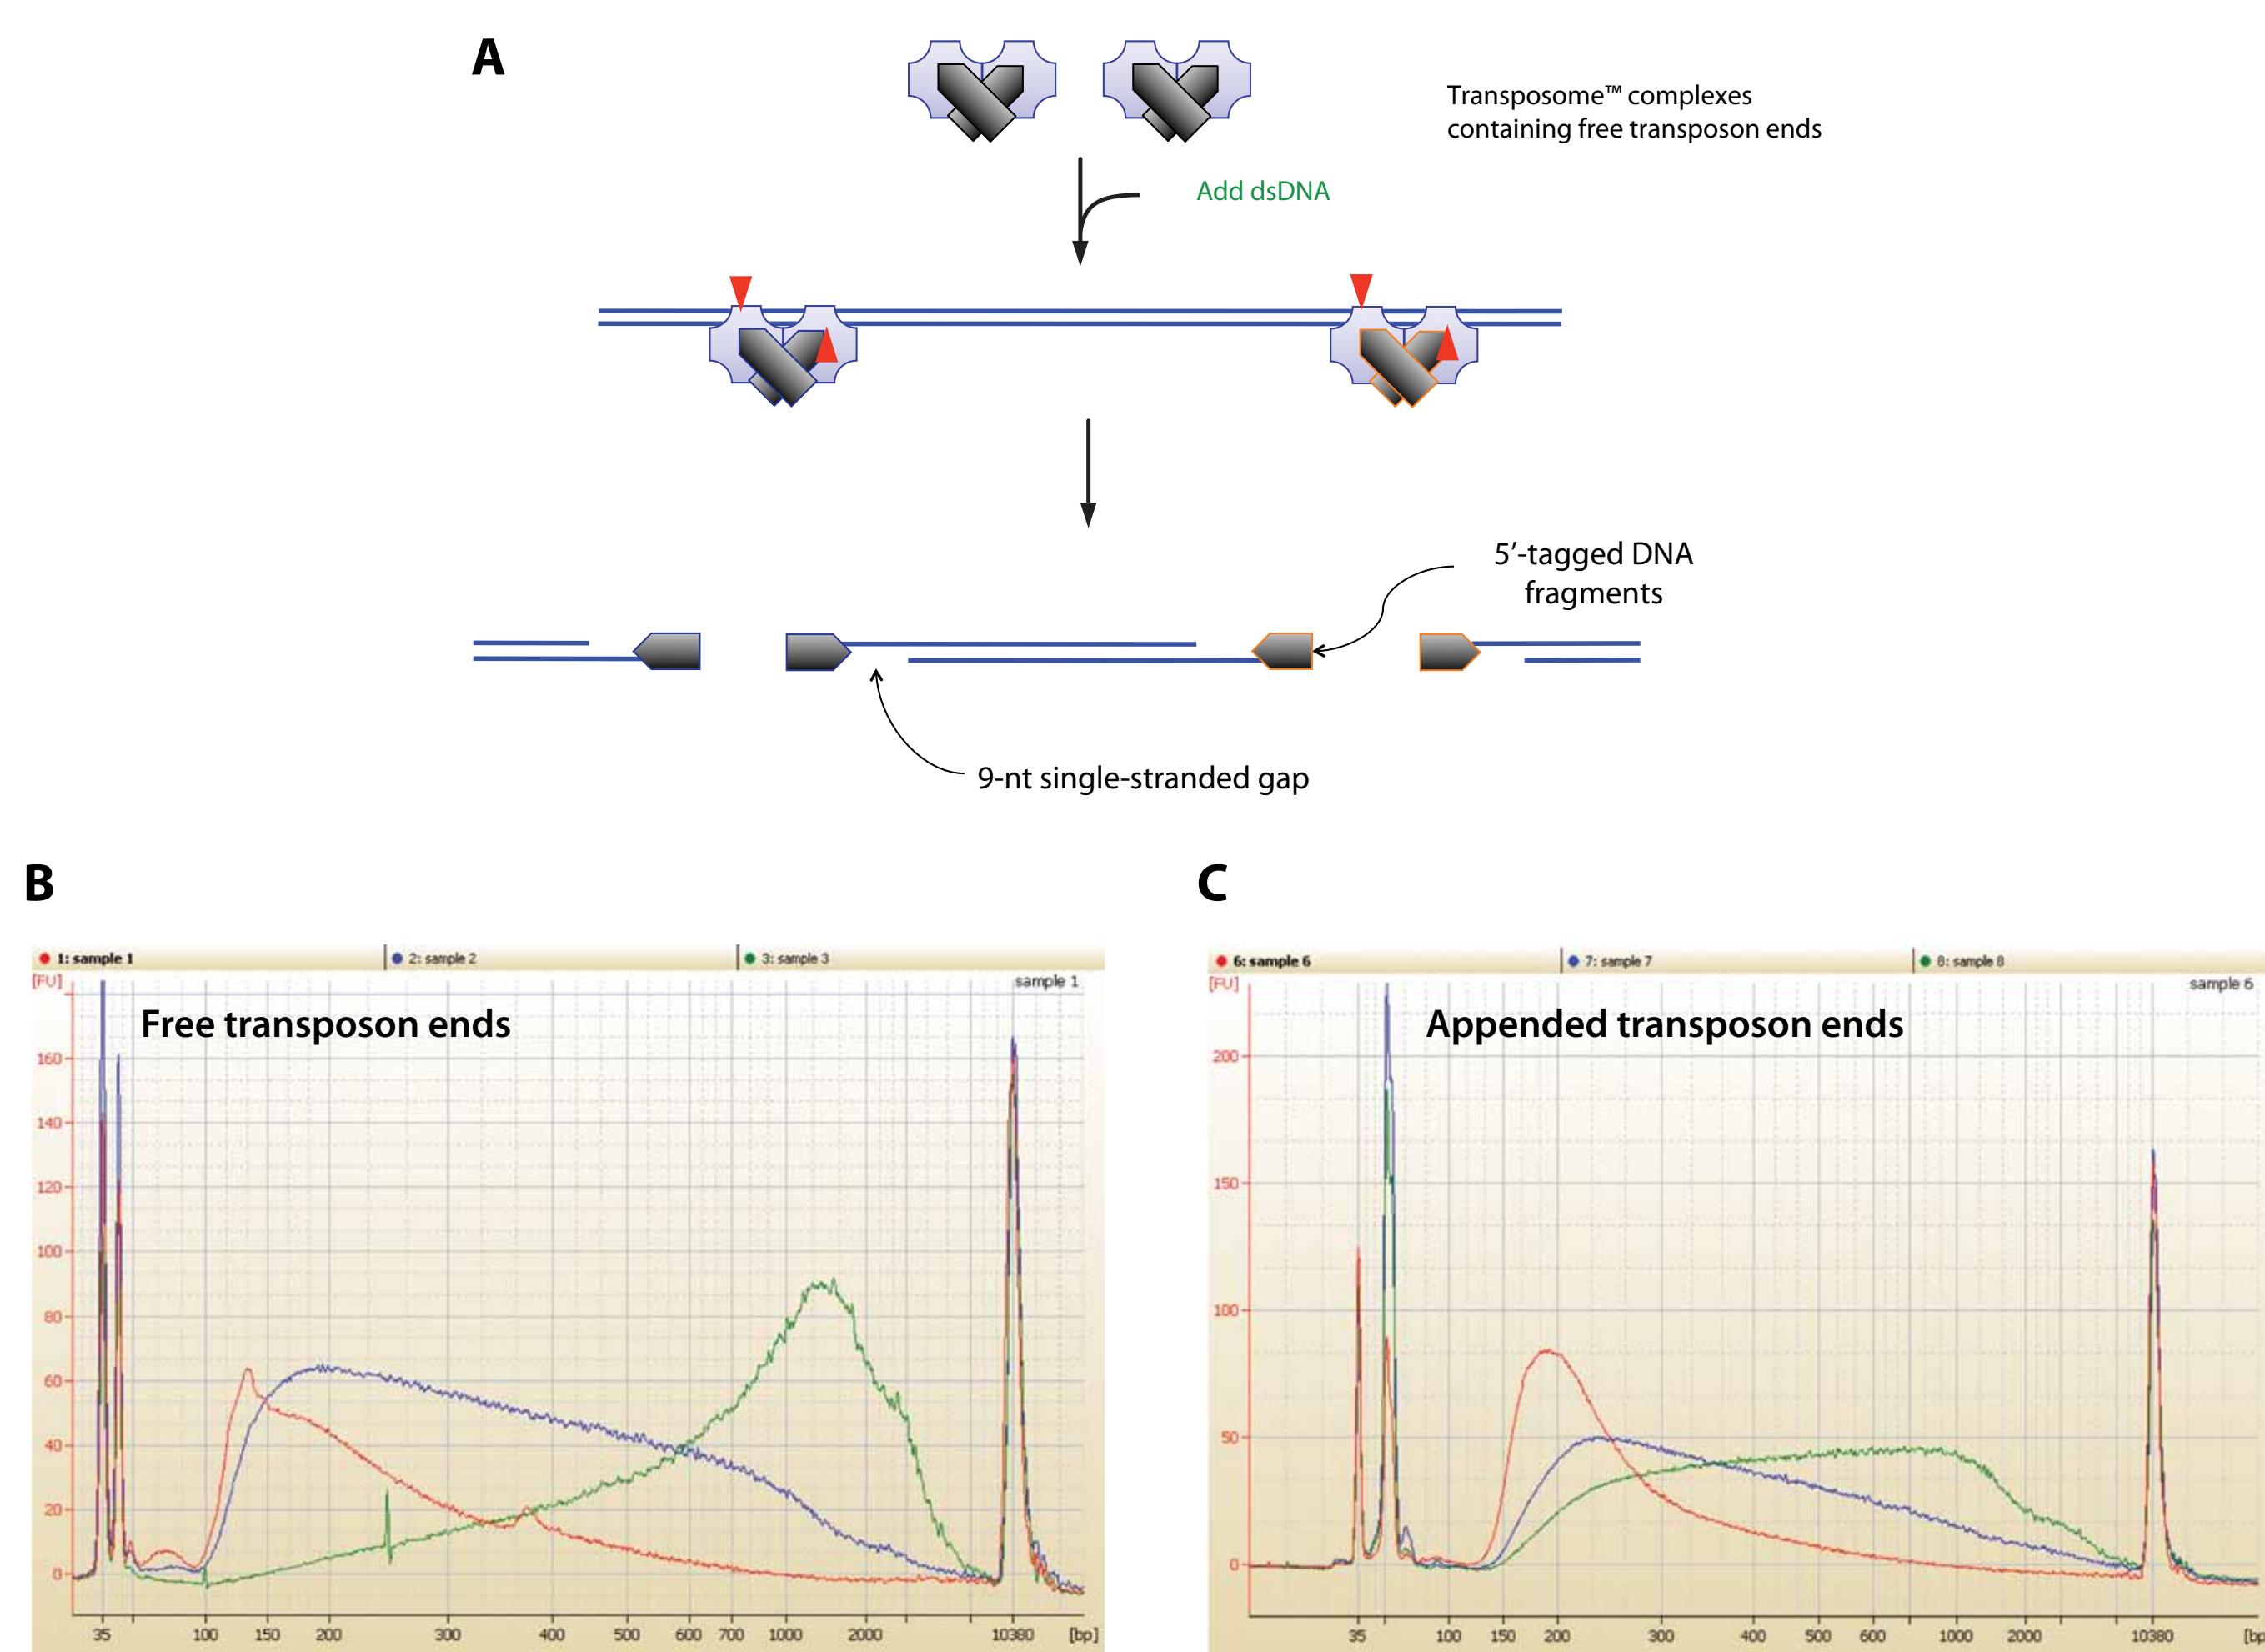 A
Transposome™ complexes
containing free transposon ends
Add dsDNA
5′-tagged DNA
fragments
9-nt single-stranded gap
B
1: sample 1
2: sample 2
3: sample 3
[FU]
sample 1
Free transposon ends
160
140
120
100
80
60
40
20
0
35 100 150 200 300 400 500 600 700 1000 2000 10380 [bp]
C
6: sample 6
7: sample 7
8: sample 8
[FU]
sample 6
Appended transposon ends
200
150
100
50
0
35 100 150 200 300 400 500 600 1000 2000 10380 [bp